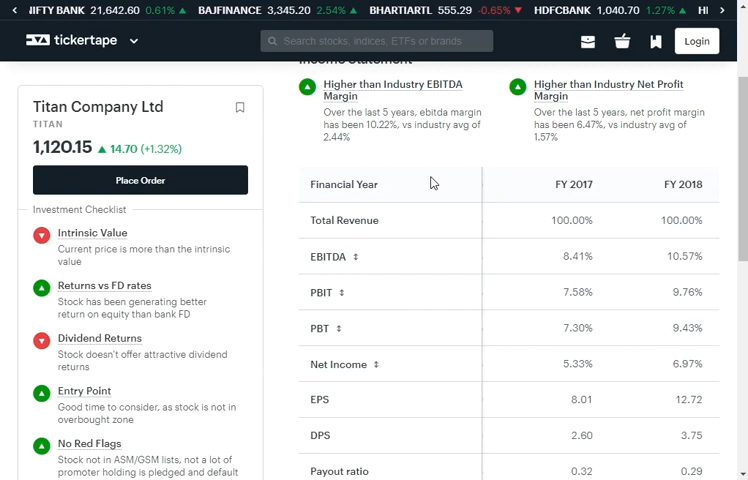 NIFTY BANK 21,642.60 0.61% BAJFINANCE 3,345.20 2.54% BHARTIARTL 555.29 -0.65% HDFCBANK 1,040.70 1.27%
tickertape
Search stocks, indices, ETFs or brands
Login
Titan Company Ltd
TITAN
1,120.15 14.70 (+1.32%)
Place Order
Investment Checklist
Intrinsic Value
Current price is more than the intrinsic
value
Returns vs FD rates
Stock has been generating better
return on equity than bank FD
Dividend Returns
Stock doesn't offer attractive dividend
returns
Entry Point
Good time to consider, as stock is not in
overbought zone
No Red Flags
Stock not in ASM/GSM lists, not a lot of
promoter holding is pledged and default
Income Statement
Higher than Industry EBITDA
Margin
Over the last 5 years, ebitda margin
has been 10.22%, vs industry avg of
2.44%
Higher than Industry Net Profit
Margin
Over the last 5 years, net profit margin
has been 6.47%, vs industry avg of
1.57%
Financial Year FY 2017 FY 2018
Total Revenue 100.00% 100.00%
EBITDA 8.41% 10.57%
PBIT 7.58% 9.76%
PBT 7.30% 9.43%
Net Income 5.33% 6.97%
EPS 8.01 12.72
DPS 2.60 3.75
Payout ratio 0.32 0.29